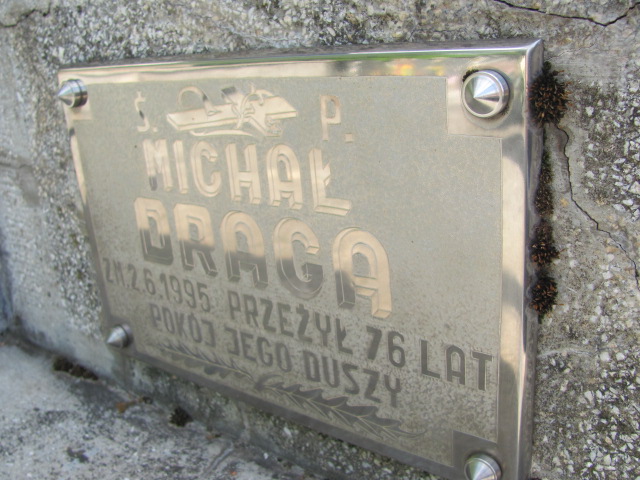 Ś. P.
MICHAŁ
DRAGA
ZM. 2.6.1995. PRZEŻYŁ 76 LAT
POKÓJ JEGO DUSZY